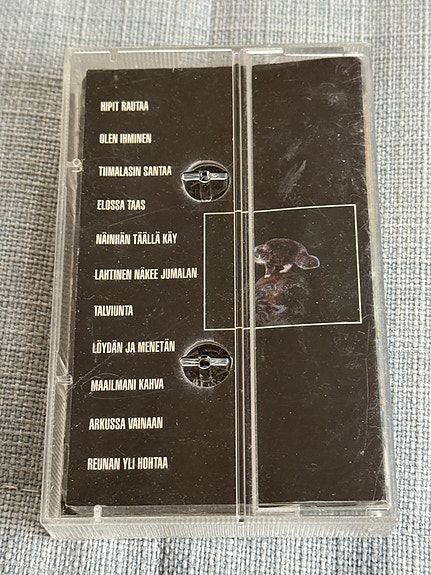 HIPIT RAUTAA
OLEN IHMINEN
TIIMALASIN SANTAA
ELOSSA TAAS
NÄINHÄN TÄÄLLÄ KÄY
LAHTINEN NÄKEE JUMALAN
TALVIUNTA
LÖYDÄN JA MENETÄN
MAAILMANI KAHVA
ARKUSSA VAINAAN
REUNAN YLI HOHTAA